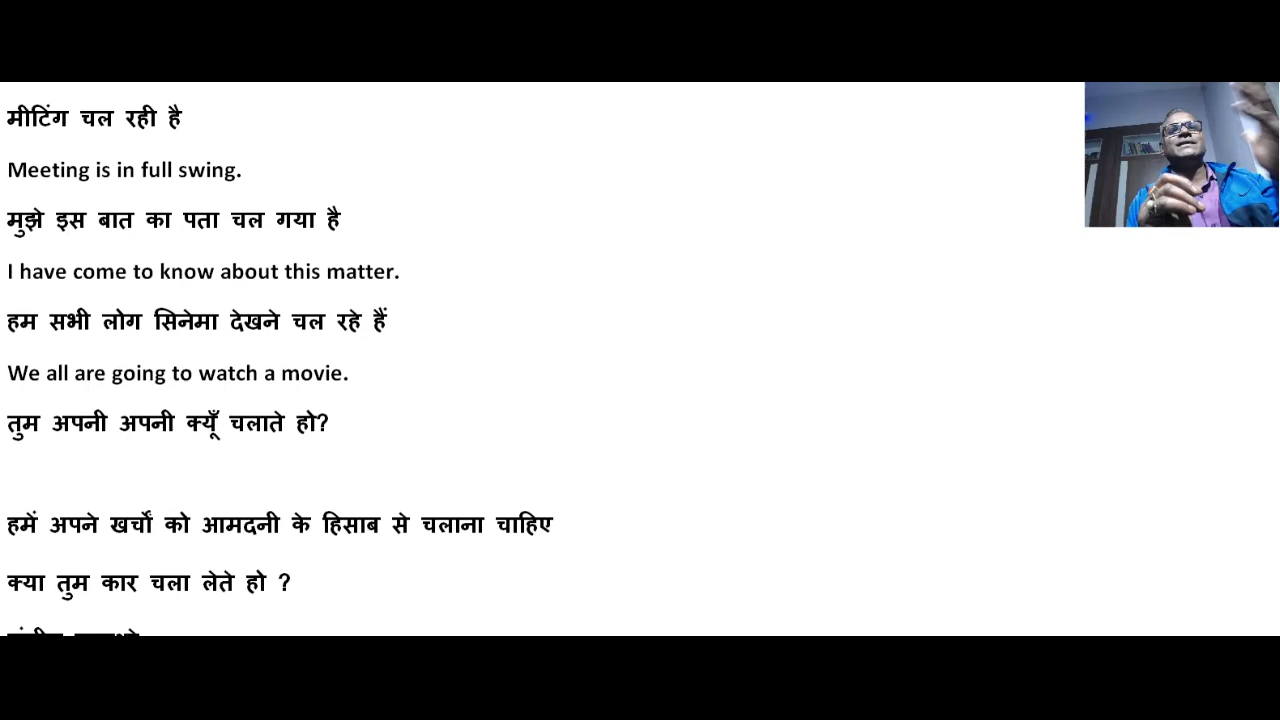 मीटिंग चल रही है
Meeting is in full swing.
मुझे इस बात का पता चल गया है
I have come to know about this matter.
हम सभी लोग सिनेमा देखने चल रहे हैं
We all are going to watch a movie.
तुम अपनी अपनी क्यूँ चलाते हो?
हमें अपने खर्चों को आमदनी के हिसाब से चलाना चाहिए
क्या तुम कार चला लेते हो ?